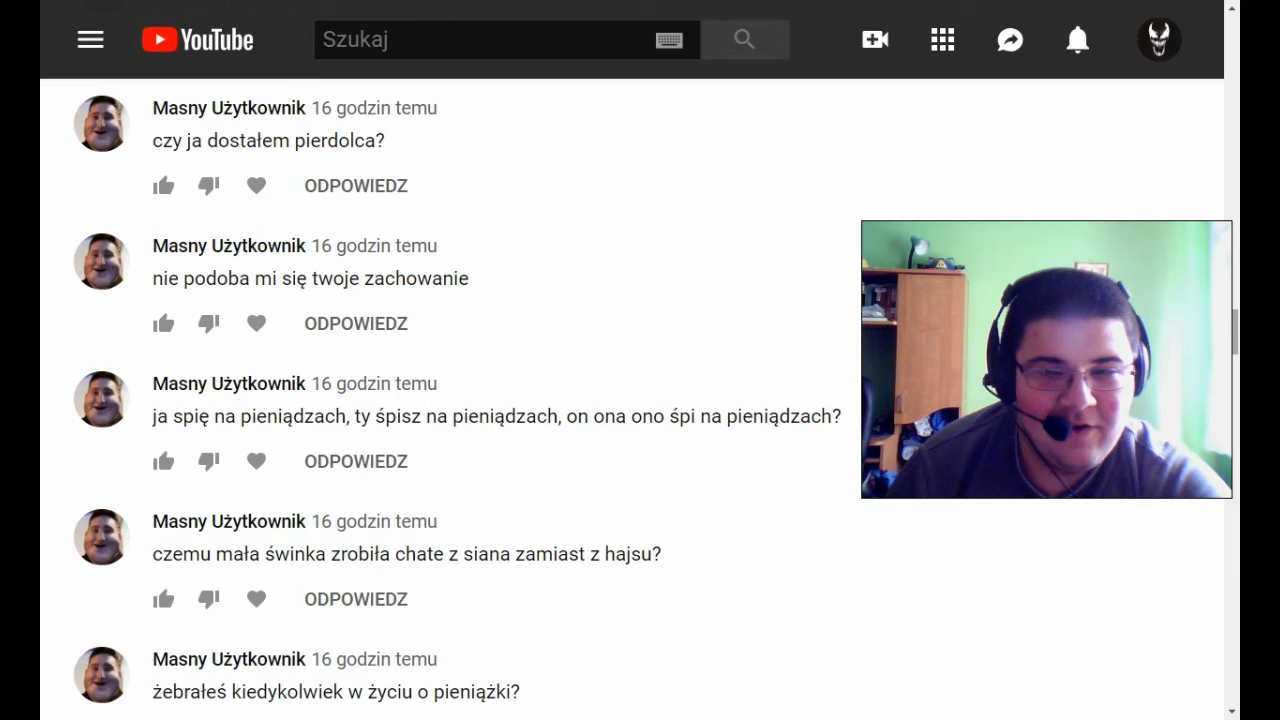 YouTube
Szukaj
Masny Użytkownik 16 godzin temu
czy ja dostałem pierdolca?
ODPOWIEDZ
Masny Użytkownik 16 godzin temu
nie podoba mi się twoje zachowanie
ODPOWIEDZ
Masny Użytkownik 16 godzin temu
ja spię na pieniądzach, ty śpisz na pieniądzach, on ona ono śpi na pieniądzach?
ODPOWIEDZ
Masny Użytkownik 16 godzin temu
czemu mała świnka zrobiła chate z siana zamiast z hajsu?
ODPOWIEDZ
Masny Użytkownik 16 godzin temu
żebrałeś kiedykolwiek w życiu o pieniążki?